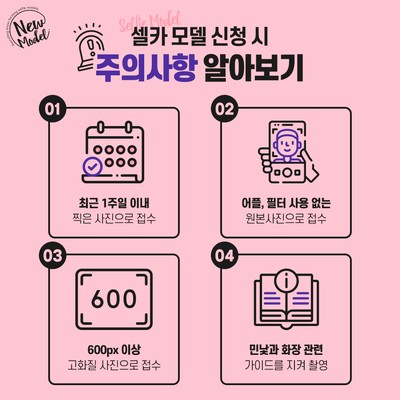 New Model
Selfie Model
셀카 모델 신청 시
주의사항 알아보기
01
최근 1주일 이내
찍은 사진으로 접수
02
어플, 필터 사용 없는
원본사진으로 접수
03
600
600px 이상
고화질 사진으로 접수
04
민낯과 화장 관련
가이드를 지켜 촬영